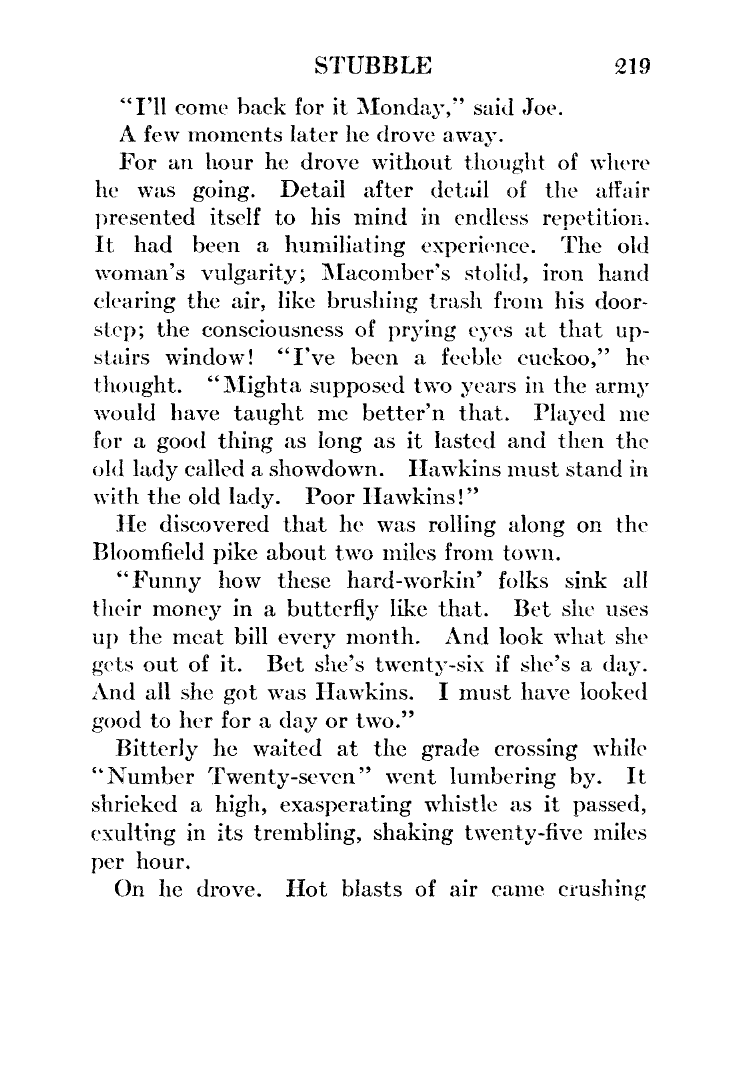 STUBBLE 219
“I’ll come back for it Monday,” said Joe.
A few moments later he drove away.
For an hour he drove without thought of where
he was going. Detail after detail of the affair
presented itself to his mind in endless repetition.
It had been a humiliating experience. The old
woman’s vulgarity; Macomber’s stolid, iron hand
clearing the air, like brushing trash from his door-
step; the consciousness of prying eyes at that up-
stairs window! “I’ve been a feeble cuckoo,” he
thought. “Mighta supposed two years in the army
would have taught me better’n that. Played me
for a good thing as long as it lasted and then the
old lady called a showdown. Hawkins must stand in
with the old lady. Poor Hawkins!”
He discovered that he was rolling along on the
Bloomfield pike about two miles from town.
“Funny how these hard-workin’ folks sink all
their money in a butterfly like that. Bet she uses
up the meat bill every month. And look what she
gets out of it. Bet she’s twenty-six if she’s a day.
And all she got was Hawkins. I must have looked
good to her for a day or two.”
Bitterly he waited at the grade crossing while
“Number Twenty-seven” went lumbering by. It
shrieked a high, exasperating whistle as it passed,
exulting in its trembling, shaking twenty-five miles
per hour.
On he drove. Hot blasts of air came crushing